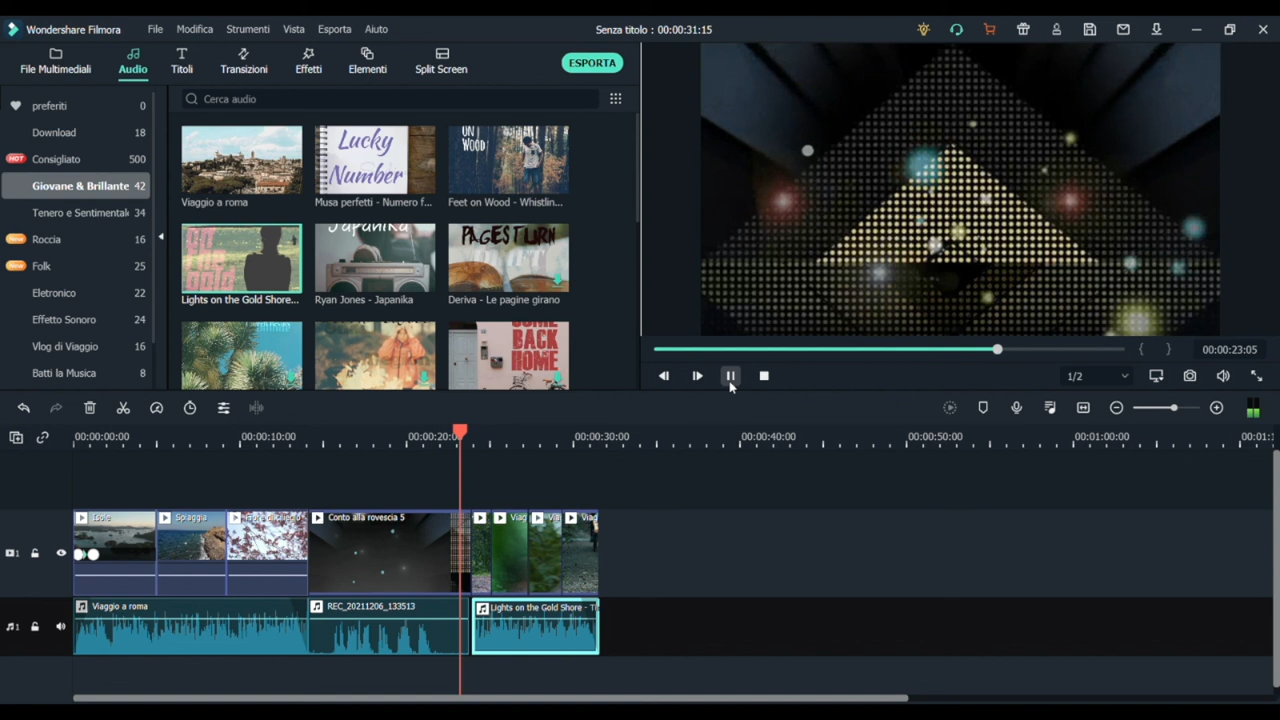 Wondershare Filmora File Modifica Strumenti Vista Esporta Aiuto Senza titolo : 00:00:31:15
File Multimediali Audio Titoli Transizioni Effetti Elementi Split Screen ESPORTA
Cerca audio
preferiti 0
Download 18
HOT Consigliato 500
Giovane & Brillante 42
Tenero e Sentimental 34
Roccia 16
Folk 25
Eletronico 22
Effetto Sonoro 24
Vlog di Viaggio 16
Batti la Musica 8
Lucky
Number
ON
WOOD
Viaggio a roma Musa perfetti - Numero f... Feet on Wood - Whistlin...
Japanika
PAGES TURN
Lights on the Gold Shore... Ryan Jones - Japanika Deriva - Le pagine girano
COME
BACK
HOME
{ } 00:00:23:05
1/2
00:00:00:00 00:00:10:00 00:00:20:0 00:00:30:00 00:00:40:00 00:00:50:00 00:01:00:00 00:01:1
Isole Spiaggia Conto alla rovescia 5 Viag Via Viag
1
Viaggio a roma REC_20211206_133513 Lights on the Gold Shore - T
1